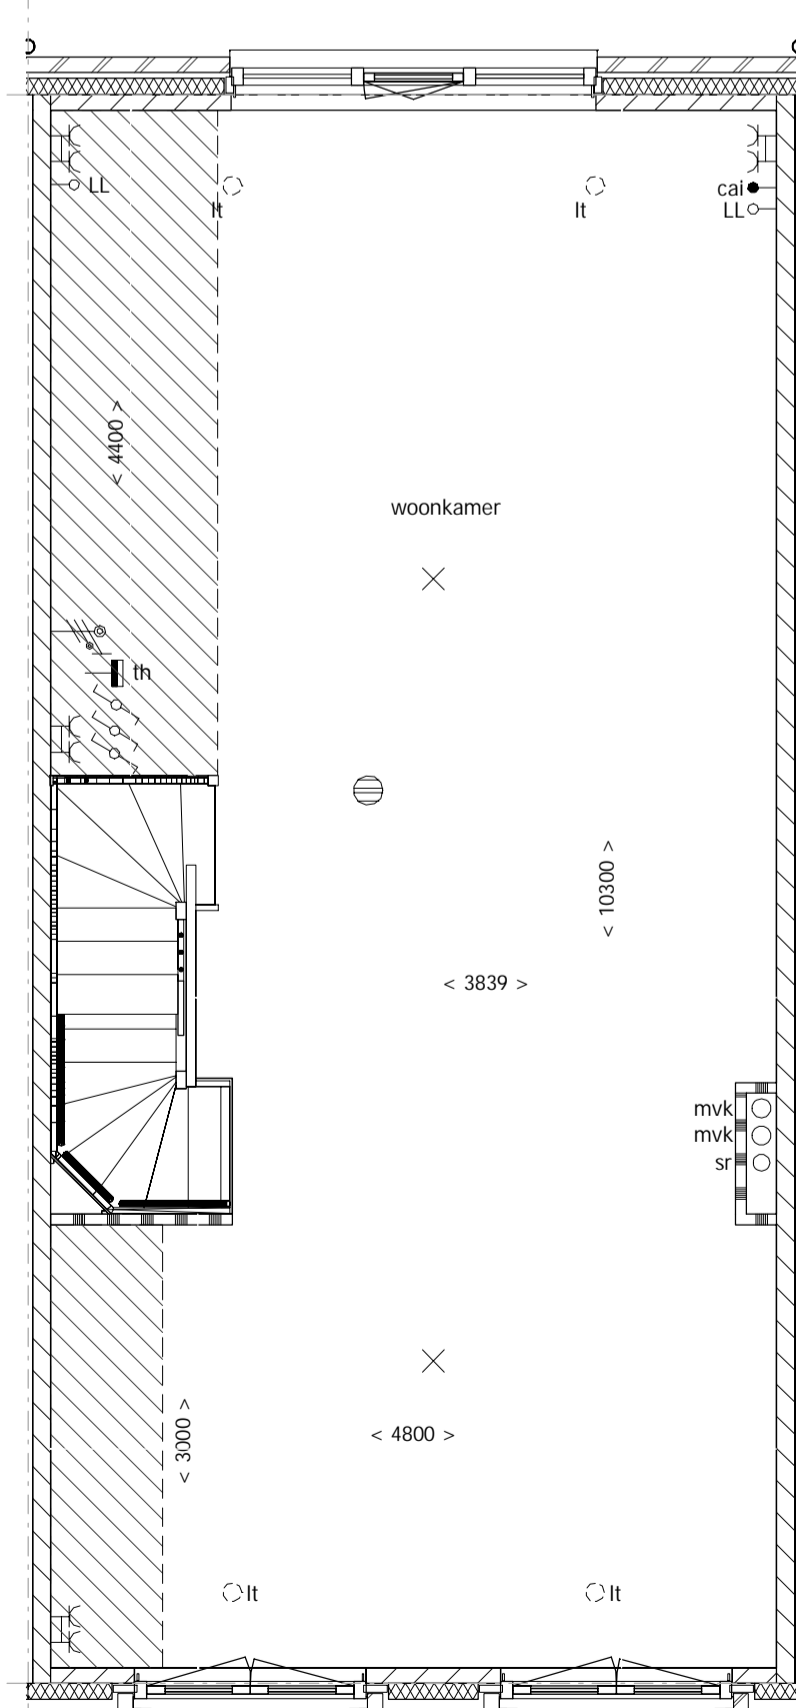 LL
cai
lt
lt
LL
< 4400 >
woonkamer
th
< 10300 >
< 3839 >
mvk
mvk
sr
< 3000 >
< 4800 >
lt
lt